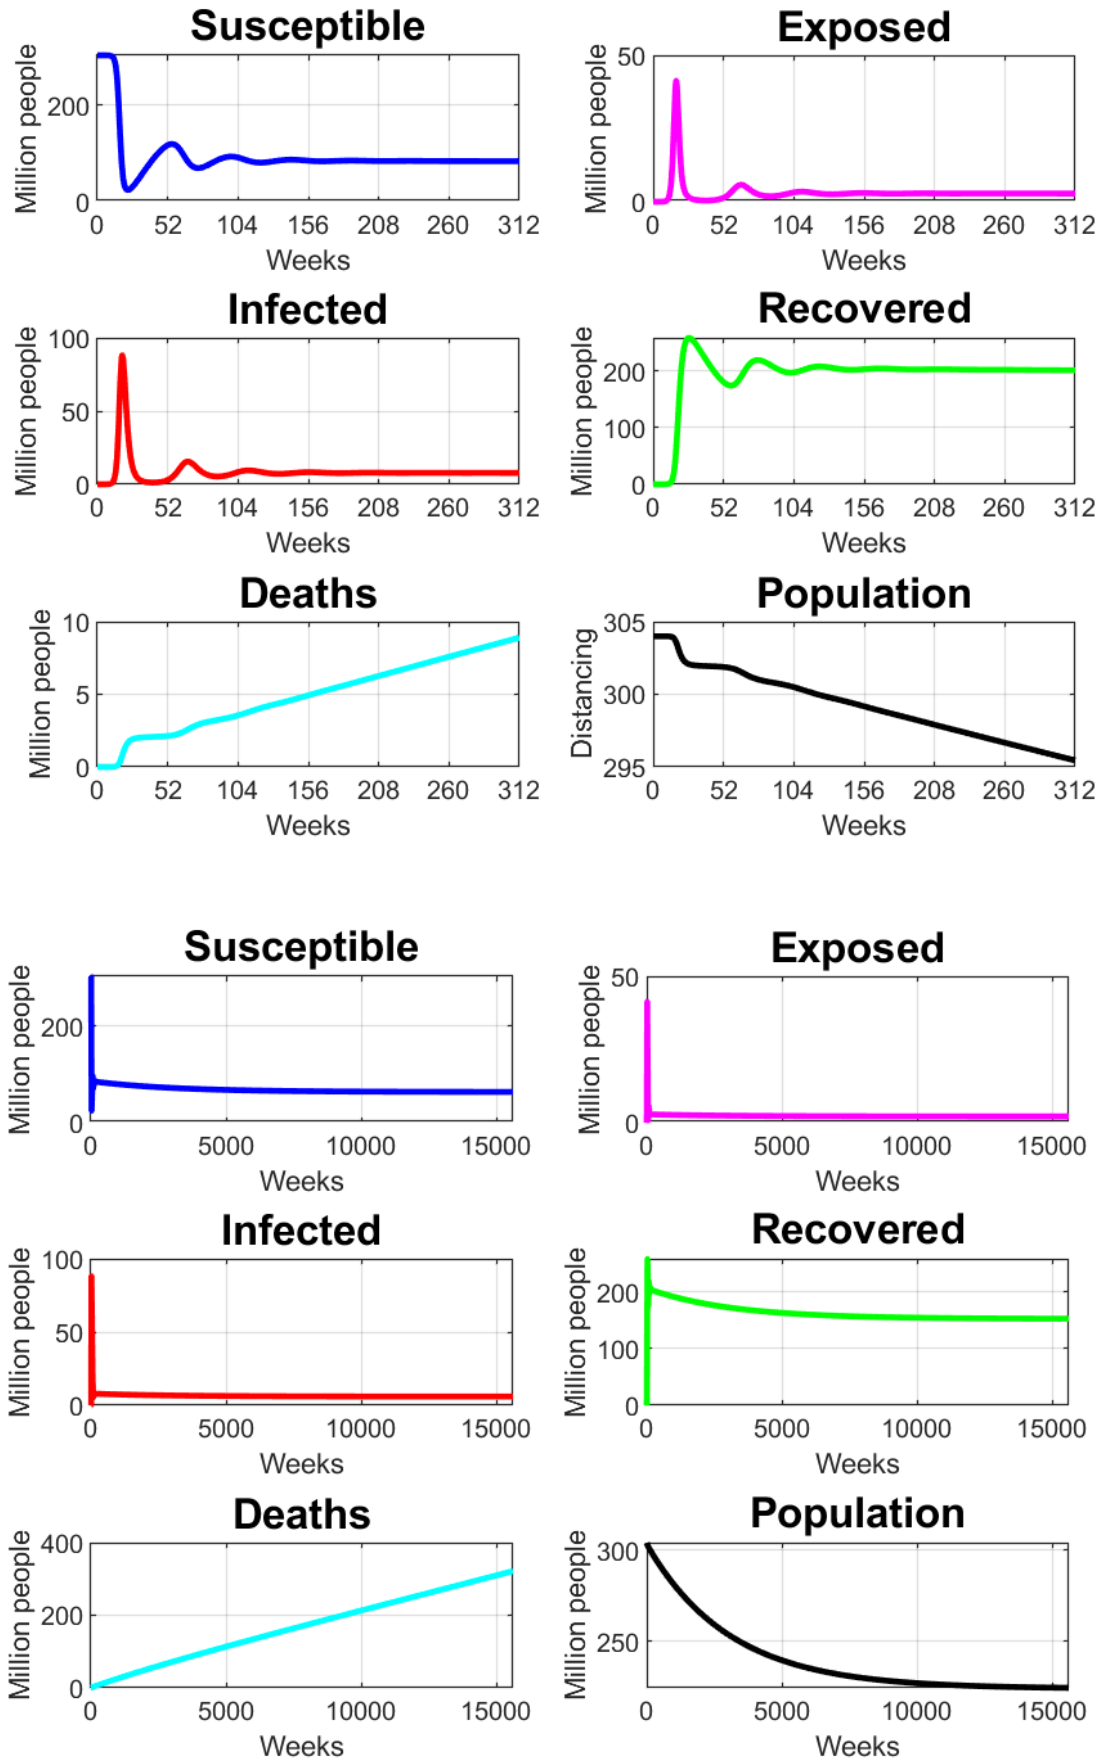 Susceptible
Million people
200
0
0 52 104 156 208 260 312
Weeks
Exposed
Million people
50
0
0 52 104 156 208 260 312
Weeks
Infected
Million people
100
50
0
0 52 104 156 208 260 312
Weeks
Recovered
Million people
200
100
0
0 52 104 156 208 260 312
Weeks
Deaths
Million people
10
5
0
0 52 104 156 208 260 312
Weeks
Population
Distancing
305
300
295
0 52 104 156 208 260 312
Weeks
Susceptible
Million people
200
0
0 5000 10000 15000
Weeks
Exposed
Million people
50
0
0 5000 10000 15000
Weeks
Infected
Million people
100
50
0
0 5000 10000 15000
Weeks
Recovered
Million people
200
100
0
0 5000 10000 15000
Weeks
Deaths
Million people
400
200
0
0 5000 10000 15000
Weeks
Population
Million people
300
250
0 5000 10000 15000
Weeks